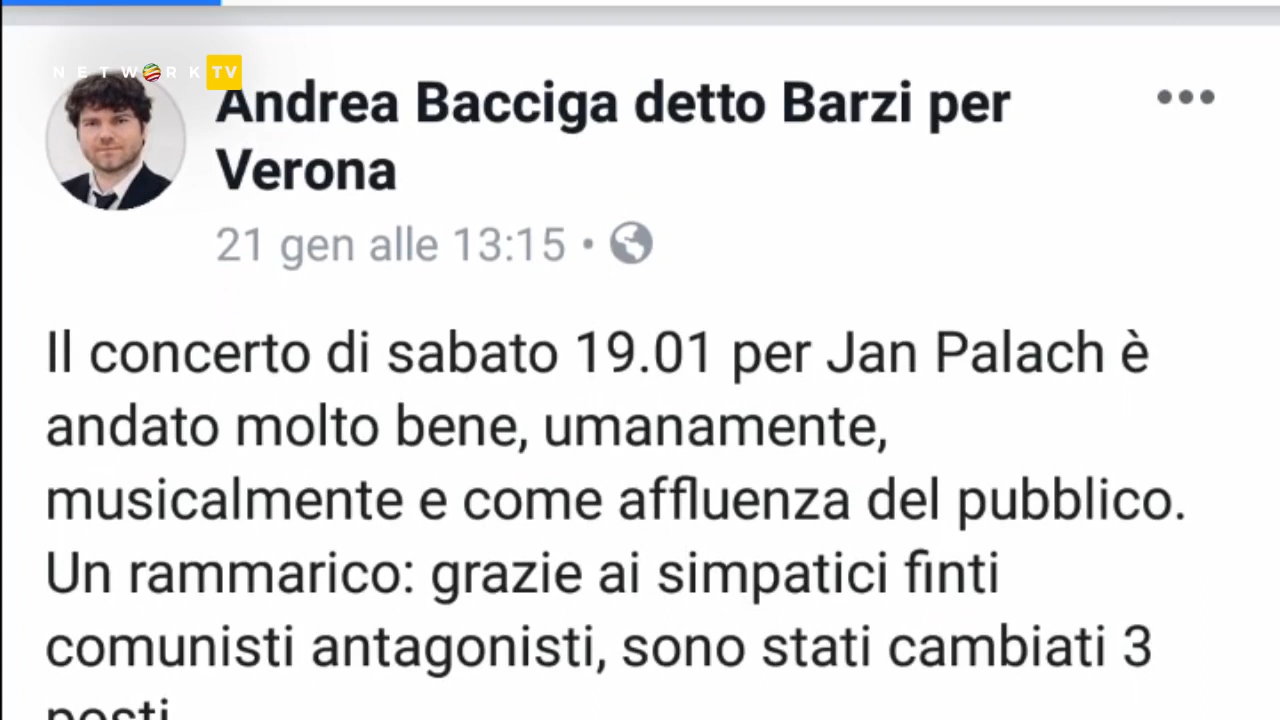 NETWORK TV
Andrea Bacciga detto Barzi per
Verona
21 gen alle 13:15 •
Il concerto di sabato 19.01 per Jan Palach è
andato molto bene, umanamente,
musicalmente e come affluenza del pubblico.
Un rammarico: grazie ai simpatici finti
comunisti antagonisti, sono stati cambiati 3
posti